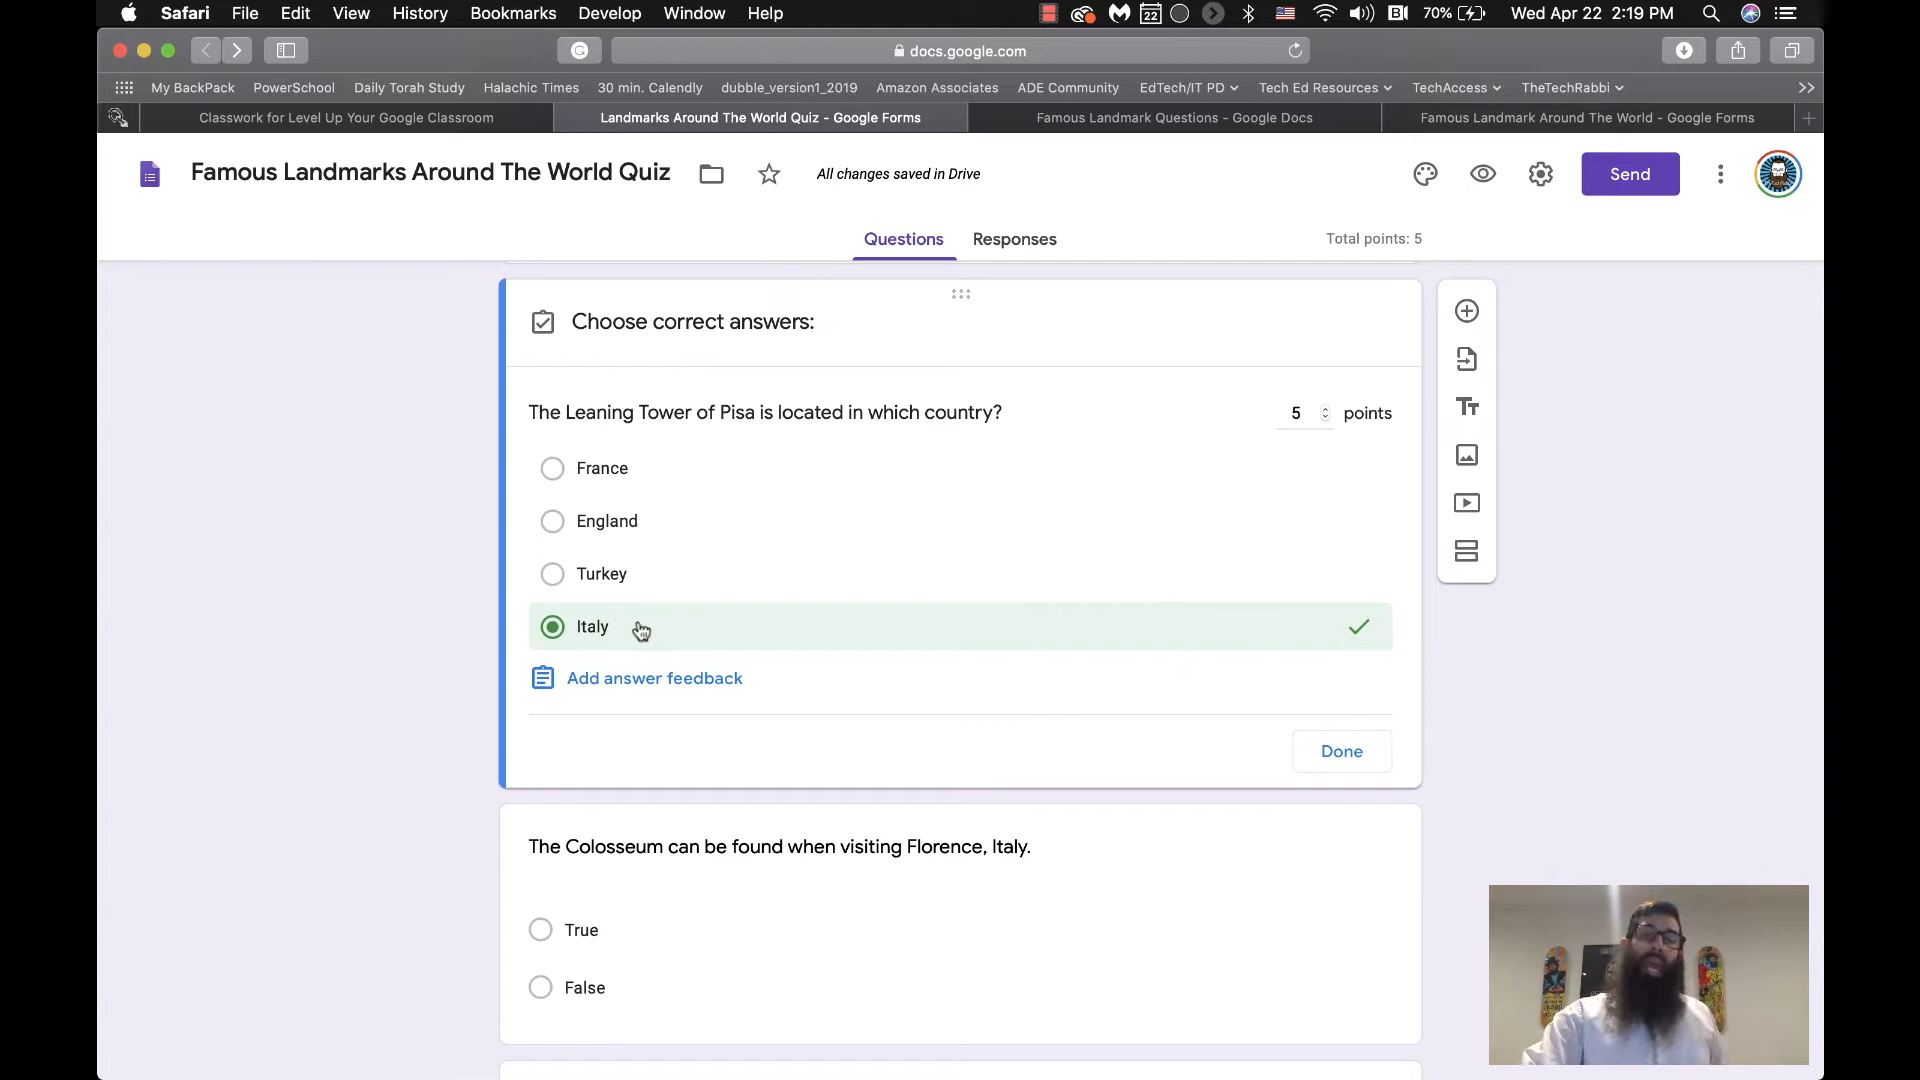 Safari File Edit View History Bookmarks Develop Window Help 22 70% Wed Apr 22 2:19 PM
docs.google.com
My BackPack PowerSchool Daily Torah Study Halachic Times 30 min. Calendly dubble_version1_2019 Amazon Associates ADE Community EdTech/IT PD Tech Ed Resources TechAccess TheTechRabbi
Classwork for Level Up Your Google Classroom Landmarks Around The World Quiz - Google Forms Famous Landmark Questions - Google Docs Famous Landmark Around The World - Google Forms
Famous Landmarks Around The World Quiz All changes saved in Drive Send
Questions Responses Total points: 5
Choose correct answers:
The Leaning Tower of Pisa is located in which country? 5 points
France
England
Turkey
Italy
Add answer feedback
Done
The Colosseum can be found when visiting Florence, Italy.
True
False